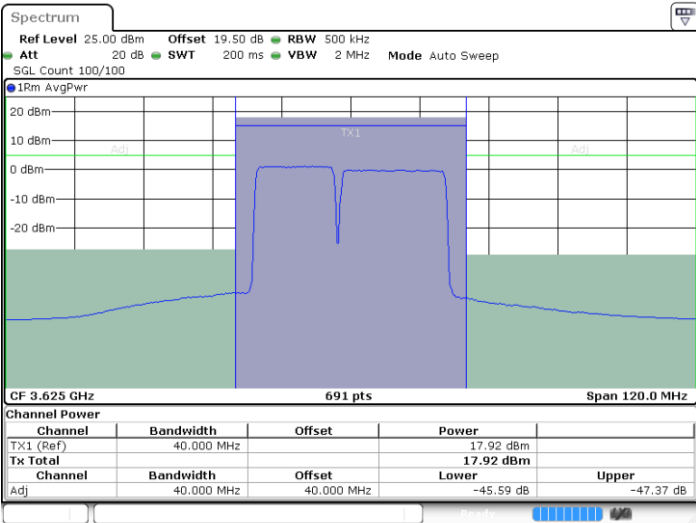 Spectrum
Ref Level 25.00 dBm Offset 19.50 dB RBW 500 kHz
Att 20 dB SWT 200 ms VBW 2 MHz Mode Auto Sweep
SGL Count 100/100
1Rm AvgPwr
20 dBm
TX1
10 dBm
Adj Adj
0 dBm
-10 dBm
-20 dBm
CF 3.625 GHz 691 pts Span 120.0 MHz
Channel Power
Channel Bandwidth Offset Power
TX1 (Ref) 40.000 MHz 17.92 dBm
Tx Total 17.92 dBm
Channel Bandwidth Offset Lower Upper
Adj 40.000 MHz 40.000 MHz -45.59 dB -47.37 dB
Ready